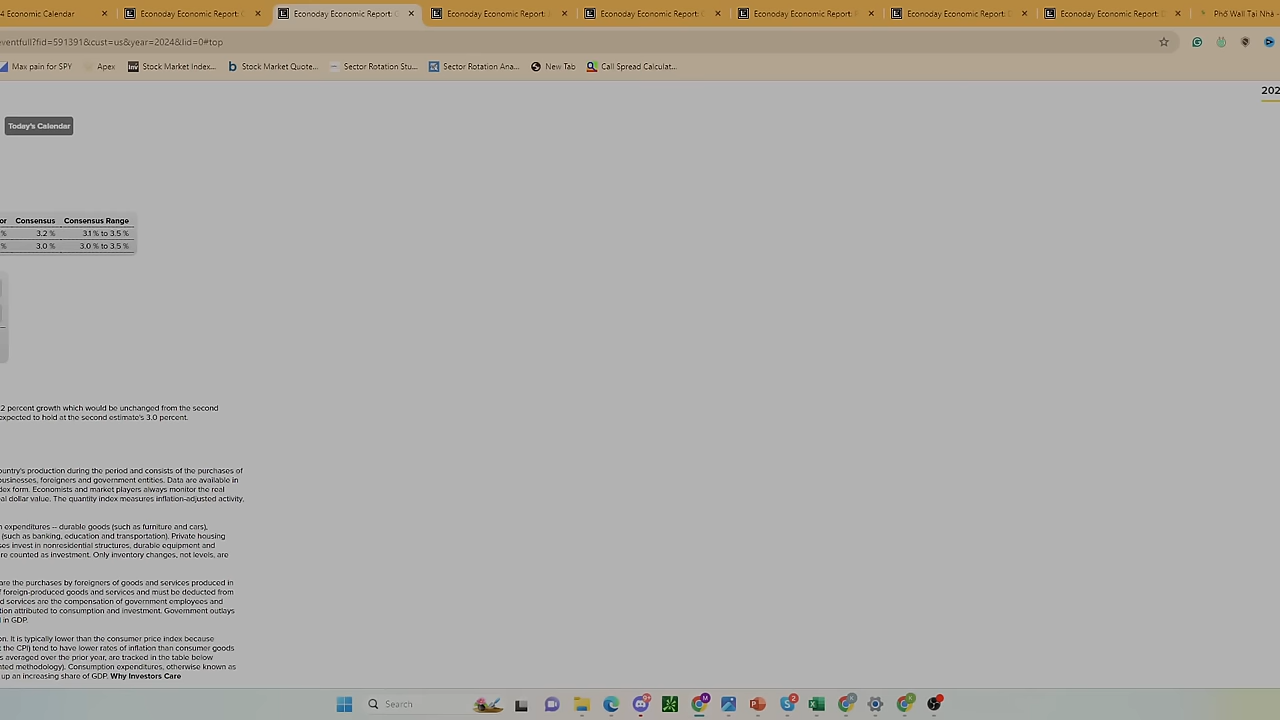 4 Economic Calendar
Econoday Economic Report:
Econoday Economic Report:
Econoday Economic Report:
Econoday Economic Report:
Econoday Economic Report:
Econoday Economic Report:
Econoday Economic Report:
Phố Wall Tại Nhà -
eventfull?fid=591391&cust=us&year=2024&lid=0#top
Max pain for SPY
Apex
Stock Market Index...
Stock Market Quote...
Sector Rotation Stu...
Sector Rotation Ana...
New Tab
Call Spread Calculat...
202
Today's Calendar
or Consensus Consensus Range
% 3.2 % 3.1 % to 3.5 %
% 3.0 % 3.0 % to 3.5 %
2 percent growth which would be unchanged from the second
expected to hold at the second estimate's 3.0 percent.
ountry's production during the period and consists of the purchases of
businesses, foreigners and government entities. Data are available in
dex form. Economists and market players always monitor the real
al dollar value. The quantity index measures inflation-adjusted activity.
n expenditures -- durable goods (such as furniture and cars),
(such as banking, education and transportation). Private housing
ses invest in nonresidential structures, durable equipment and
re counted as investment. Only inventory changes, not levels, are
are the purchases by foreigners of goods and services produced in
f foreign-produced goods and services and must be deducted from
d services are the compensation of government employees and
tion attributed to consumption and investment. Government outlays
in GDP.
on. It is typically lower than the consumer price index because
t the CPI) tend to have lower rates of inflation than consumer goods
s averaged over the prior year, are tracked in the table below
ted methodology). Consumption expenditures, otherwise known as
up an increasing share of GDP. Why Investors Care
Search